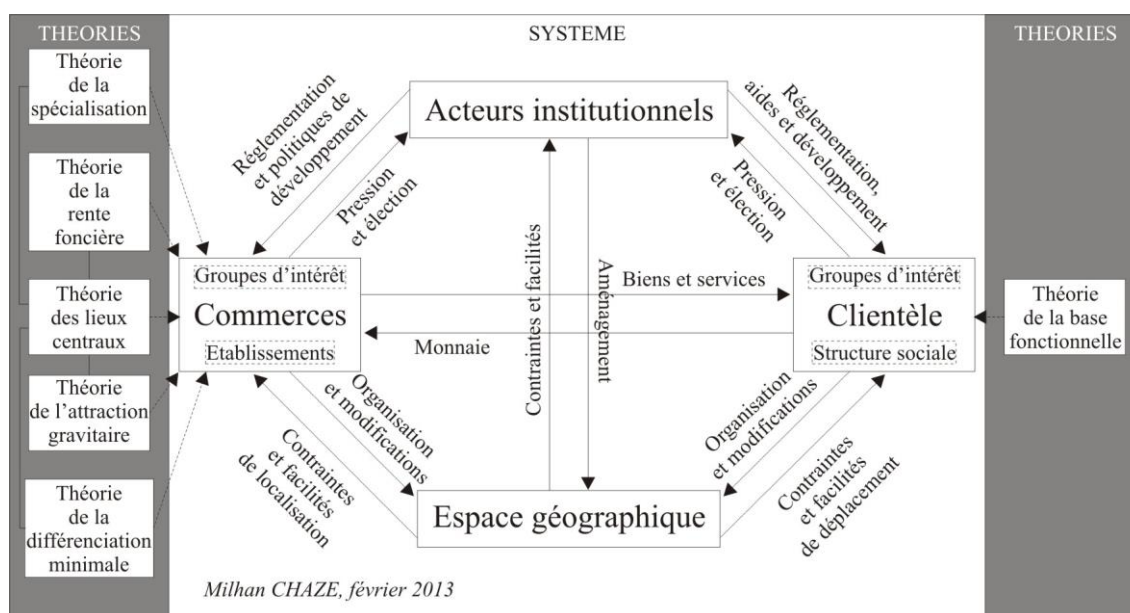 THEORIES
SYSTEME
THEORIES
Théorie
de la
spécialisation
Théorie
de la
rente
foncière
Théorie
des lieux
centraux
Théorie
de l'attraction
gravitaire
Théorie
de la
différenciation
minimale
Acteurs institutionnels
Réglementation
et politiques de
développement
Pression
et élection
Réglementation,
aides et développement
Pression
et élection
Groupes d'intérêt
Commerces
Etablissements
Biens et services
Monnaie
Contraintes et facilités
Aménagement
Groupes d'intérêt
Clientèle
Structure sociale
Théorie
de la base
fonctionnelle
Organisation
et modifications
Contraintes
et facilités
de localisation
Organisation
et modifications
Contraintes
et facilités
de déplacement
Espace géographique
Milhan CHAZE, février 2013